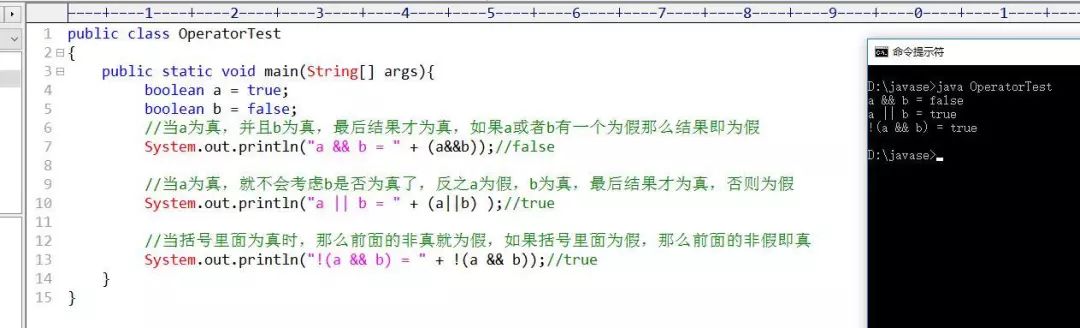 ----+----1----+----2----+----3----+----4----+----5----+----6----+----7----+----8----+----9----+----0----+----1----+---
1 public class OperatorTest
2 {
3 public static void main(String[] args){
4 boolean a = true;
5 boolean b = false;
6 //当a为真，并且b为真，最后结果才为真，如果a或者b有一个为假那么结果即为假
7 System.out.println("a && b = " + (a&&b));//false
8
9 //当a为真，就不会考虑b是否为真了，反之a为假，b为真，最后结果才为真，否则为假
10 System.out.println("a || b = " + (a||b) );//true
11
12 //当括号里面为真时，那么前面的非真就为假，如果括号里面为假，那么前面的非假即真
13 System.out.println("!(a && b) = " + !(a && b));//true
14 }
15 }
命令提示符
D:\javase>java OperatorTest
a && b = false
a || b = true
!(a && b) = true
D:\javase>